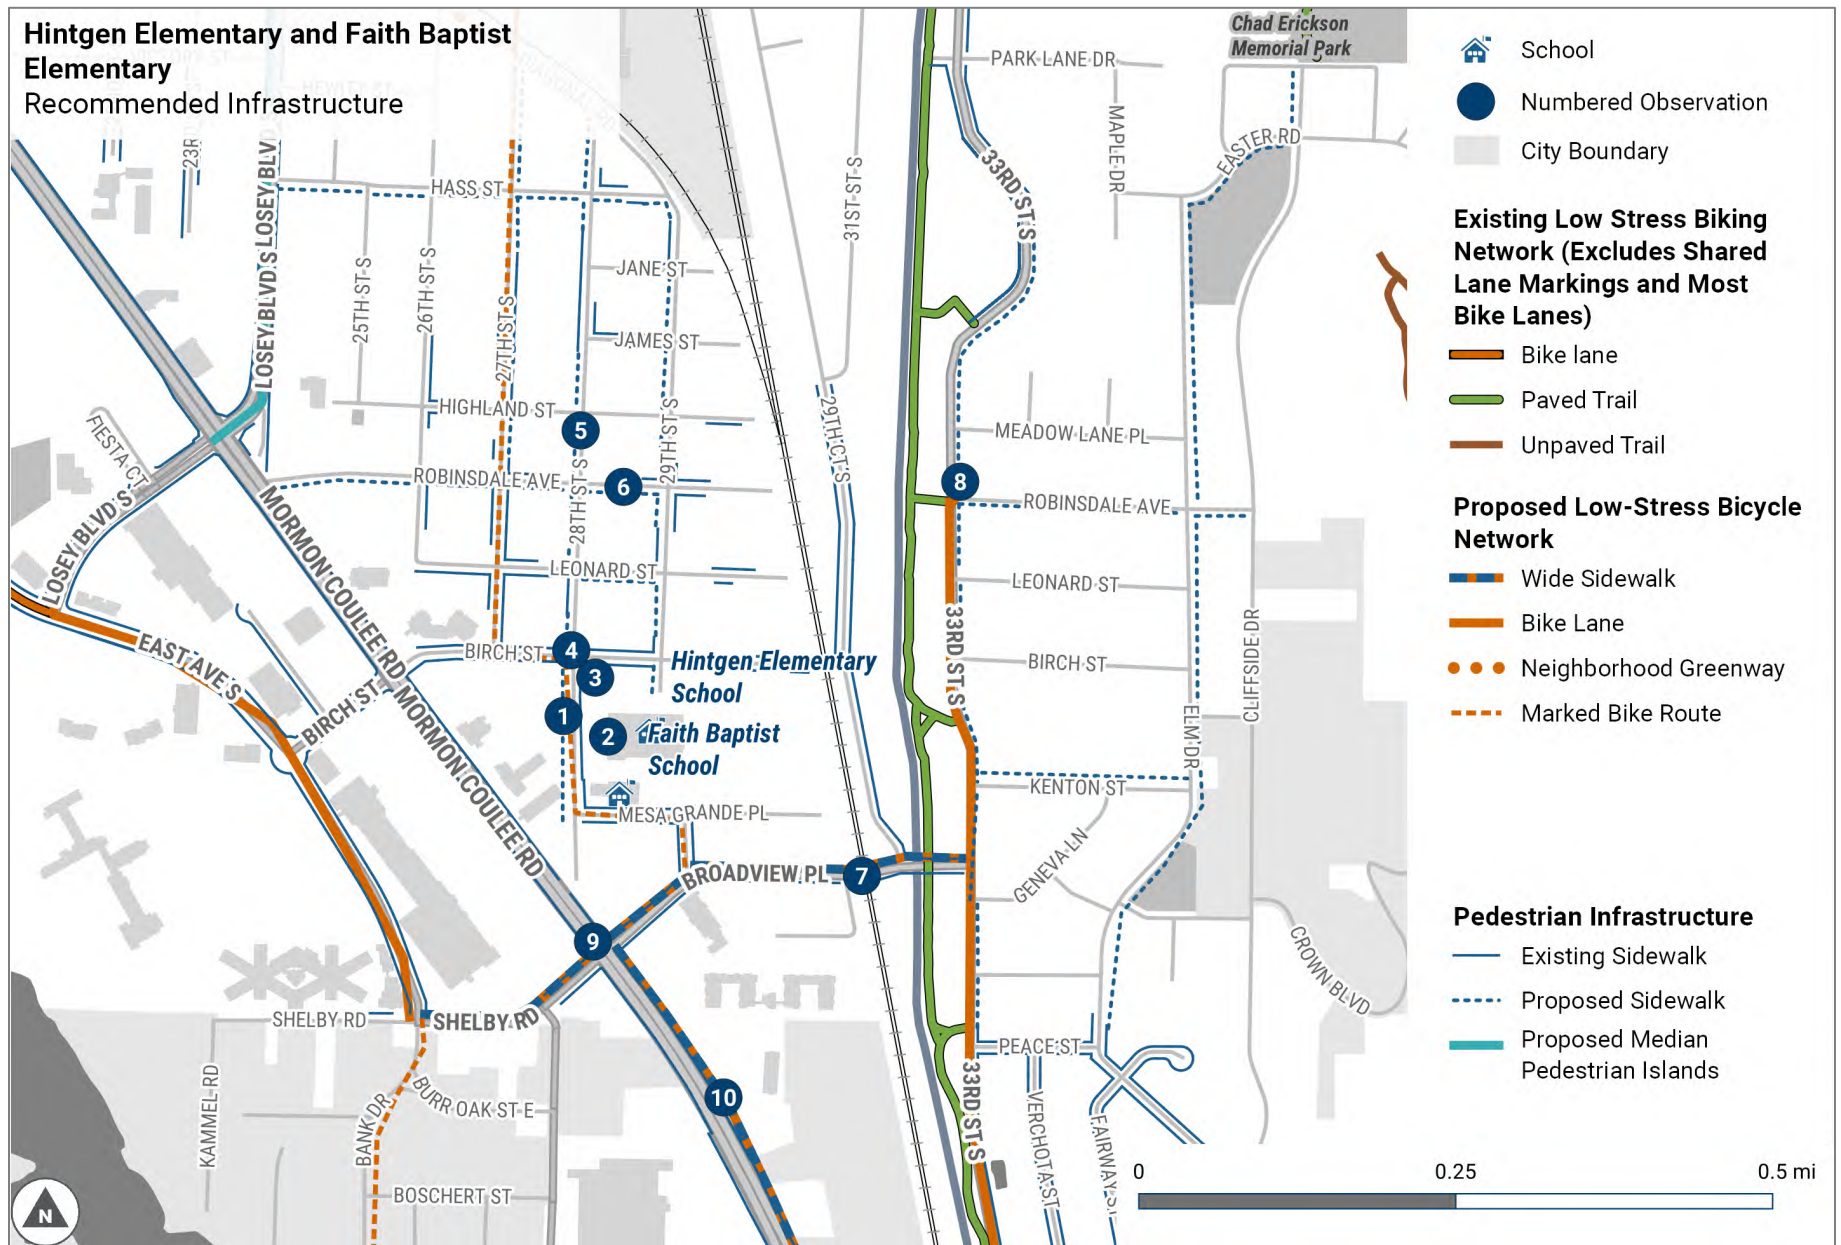 Hintgen Elementary and Faith Baptist
Elementary
Recommended Infrastructure
Chad Erickson
Memorial Park
School
Numbered Observation
City Boundary
Existing Low Stress Biking
Network (Excludes Shared
Lane Markings and Most
Bike Lanes)
Bike lane
Paved Trail
Unpaved Trail
Proposed Low-Stress Bicycle
Network
Wide Sidewalk
Bike Lane
Neighborhood Greenway
Marked Bike Route
Pedestrian Infrastructure
Existing Sidewalk
Proposed Sidewalk
Proposed Median
Pedestrian Islands
0
0.25
0.5 mi
N
HEWITT ST
PARK LANE DR
MAPLE DR
EASTER RD
33RD ST S
31ST ST S
HASS ST
LOSEY BLVD S
LOSEY BLV
25TH ST S
26TH ST S
27TH ST S
JANE ST
JAMES ST
HIGHLAND ST
5
29TH ST S
28TH ST S
29TH CT S
MEADOW LANE PL
FIESTA CT
ROBINSDALE AVE
6
8
ROBINSDALE AVE
LOSEY BLVD S
MORMON COULEE RD
LEONARD ST
LEONARD ST
33RD ST S
CLIFFSIDE DR
EAST AVE S
BIRCH ST
BIRCH ST
4
3
1
2
Hintgen Elementary
School
Faith Baptist
School
BIRCH ST
ELM DR
MORMON COULEE RD
MESA GRANDE PL
KENTON ST
GENEVA LN
BROADVIEW PL
7
9
CROWN BLVD
SHELBY RD
SHELBY RD
PEACE ST
10
33RD ST S
KAMMEL RD
BANK DR
BURR OAK ST E
VERCHOTA ST
FAIRWAY ST
BOSCHERT ST